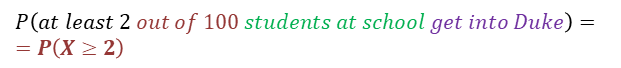 P(at least 2 out of 100 students at school get into Duke) =
= P(X ≥ 2)